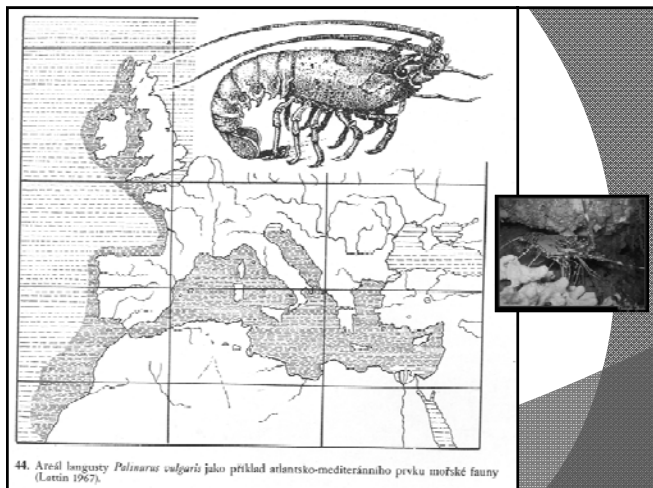 44. Areál langusty Palinurus vulgaris jako příklad atlantsko-mediteránního prvku mořské fauny
(Lattin 1967).